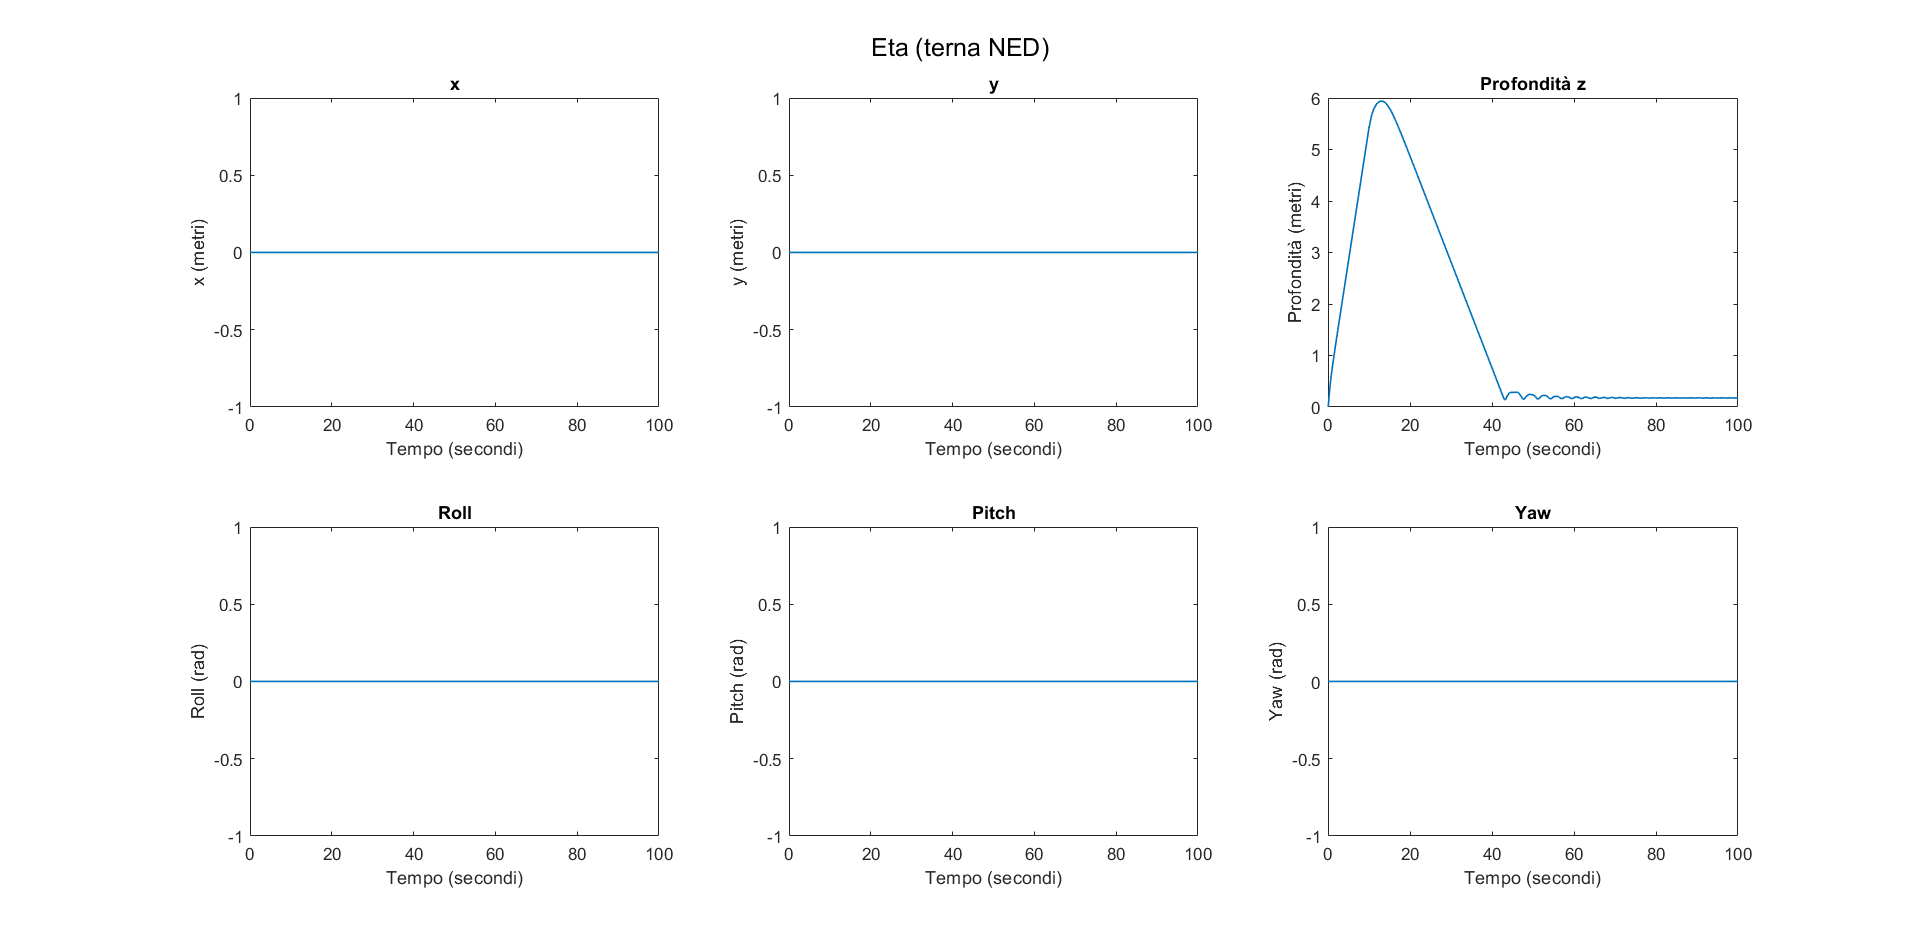 Eta (terna NED)
x
1
0.5
0
-0.5
-1
x (metri)
0 20 40 60 80 100
Tempo (secondi)
y
1
0.5
0
-0.5
-1
y (metri)
0 20 40 60 80 100
Tempo (secondi)
Profondità z
6
5
4
3
2
1
0
Profondità (metri)
0 20 40 60 80 100
Tempo (secondi)
Roll
1
0.5
0
-0.5
-1
Roll (rad)
0 20 40 60 80 100
Tempo (secondi)
Pitch
1
0.5
0
-0.5
-1
Pitch (rad)
0 20 40 60 80 100
Tempo (secondi)
Yaw
1
0.5
0
-0.5
-1
Yaw (rad)
0 20 40 60 80 100
Tempo (secondi)